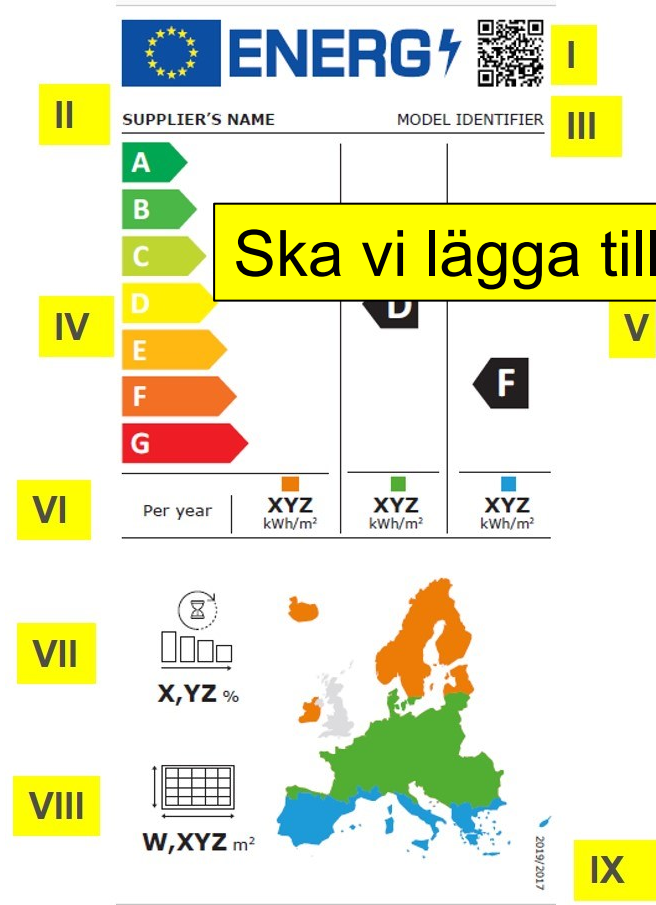 ENERG
I
II
SUPPLIER'S NAME MODEL IDENTIFIER
III
A
B
C
Ska vi lägga till
D
D
IV
V
E
F
F
G
VI
Per year
XYZ
kWh/m²
XYZ
kWh/m²
XYZ
kWh/m²
VII
X,YZ %
VIII
W,XYZ m²
2019/2017
IX